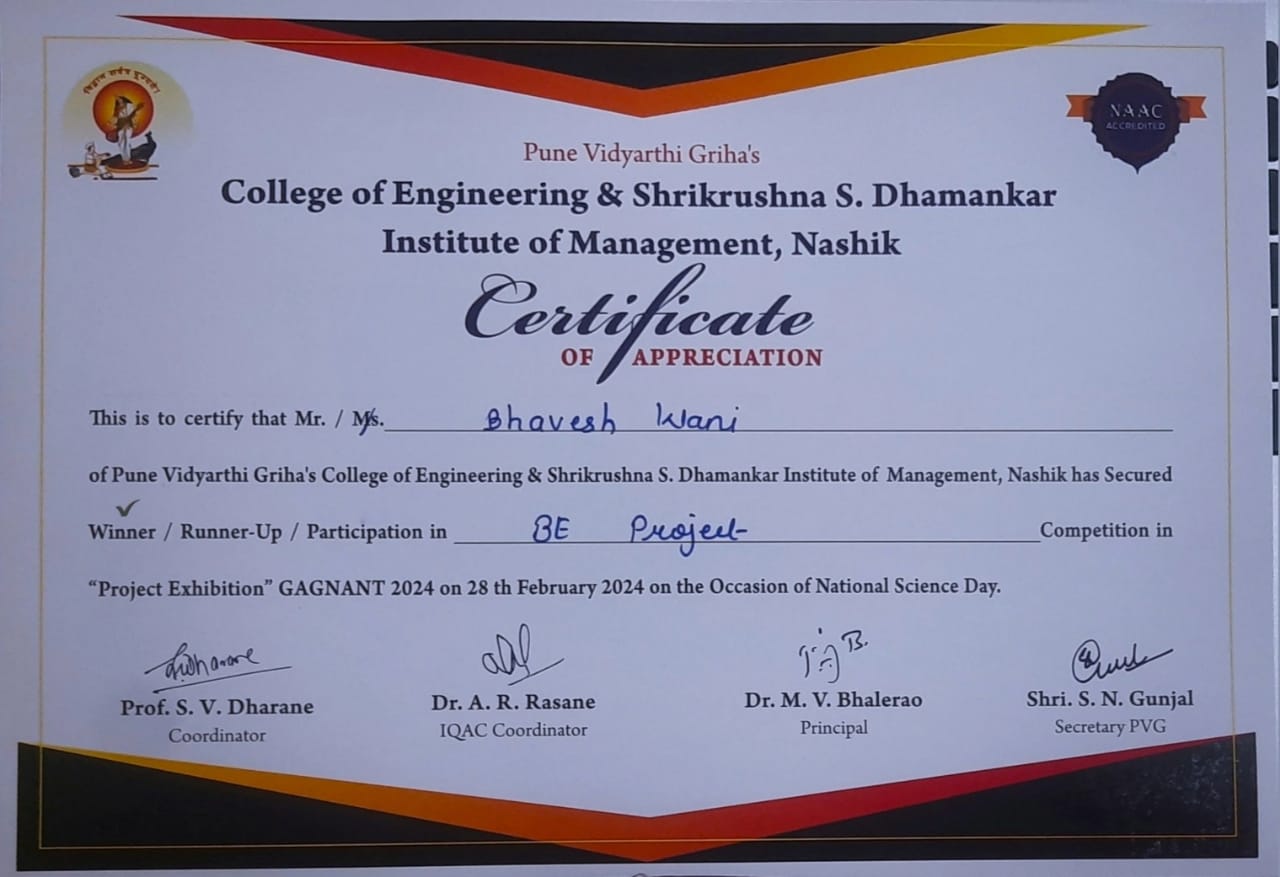 विद्वान सर्वत्र पूज्यते।
NAAC
ACCREDITED
Pune Vidyarthi Griha's
College of Engineering & Shrikrushna S. Dhamankar
Institute of Management, Nashik
Certificate
OF APPRECIATION
This is to certify that Mr. / Ms. Bhavesh Wani
of Pune Vidyarthi Griha's College of Engineering & Shrikrushna S. Dhamankar Institute of Management, Nashik has Secured
Winner / Runner-Up / Participation in BE Project Competition in
“Project Exhibition” GAGNANT 2024 on 28 th February 2024 on the Occasion of National Science Day.
Prof. S. V. Dharane Dr. A. R. Rasane Dr. M. V. Bhalerao Shri. S. N. Gunjal
Coordinator IQAC Coordinator Principal Secretary PVG